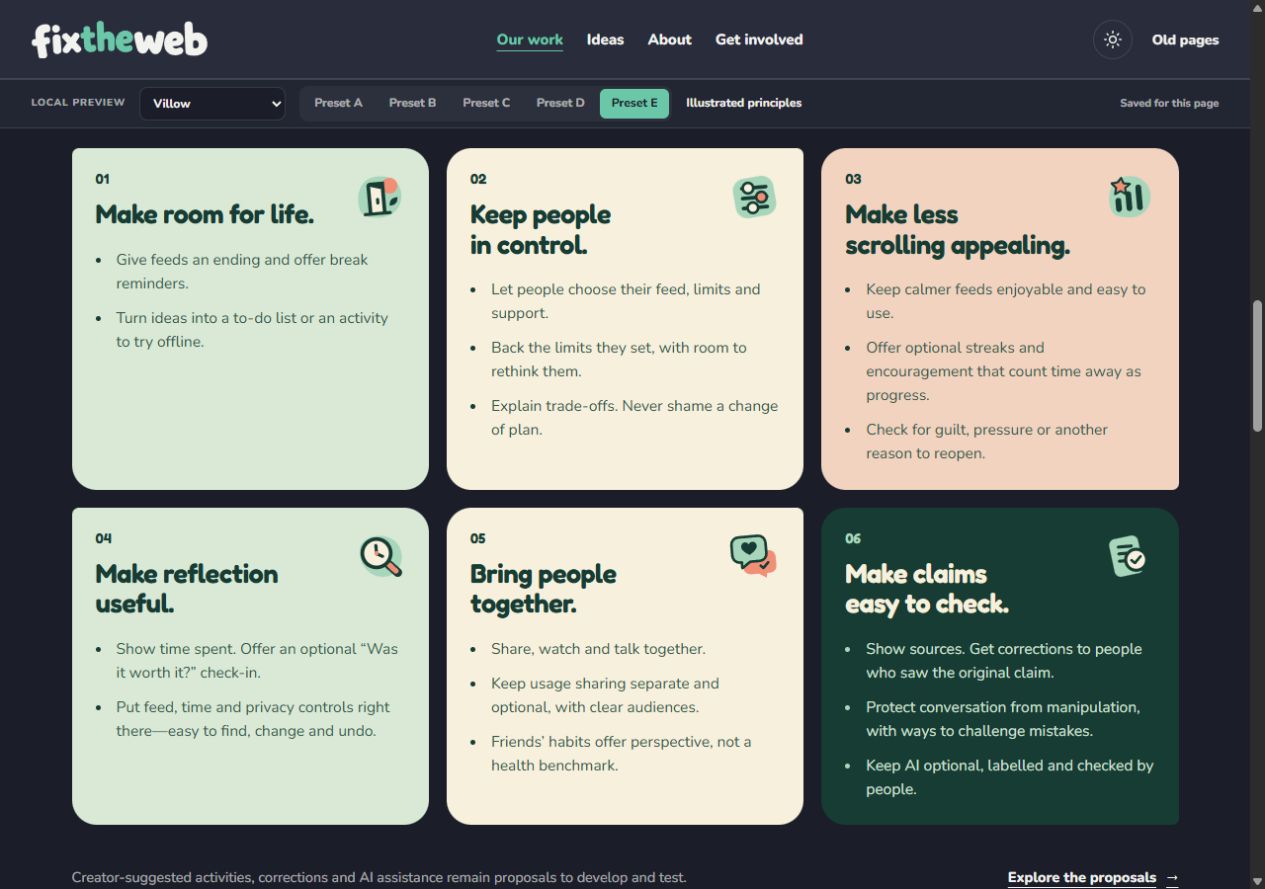 fixtheweb
Our work
Ideas
About
Get involved
Old pages
LOCAL PREVIEW
Villow
Preset A
Preset B
Preset C
Preset D
Preset E
Illustrated principles
Saved for this page
01
Make room for life.
• Give feeds an ending and offer break
reminders.
• Turn ideas into a to-do list or an activity
to try offline.
02
Keep people
in control.
• Let people choose their feed, limits and
support.
• Back the limits they set, with room to
rethink them.
• Explain trade-offs. Never shame a change
of plan.
03
Make less
scrolling appealing.
• Keep calmer feeds enjoyable and easy to
use.
• Offer optional streaks and
encouragement that count time away as
progress.
• Check for guilt, pressure or another
reason to reopen.
04
Make reflection
useful.
• Show time spent. Offer an optional “Was
it worth it?” check-in.
• Put feed, time and privacy controls right
there—easy to find, change and undo.
05
Bring people
together.
• Share, watch and talk together.
• Keep usage sharing separate and
optional, with clear audiences.
• Friends’ habits offer perspective, not a
health benchmark.
06
Make claims
easy to check.
• Show sources. Get corrections to people
who saw the original claim.
• Protect conversation from manipulation,
with ways to challenge mistakes.
• Keep AI optional, labelled and checked by
people.
Creator-suggested activities, corrections and AI assistance remain proposals to develop and test.
Explore the proposals →